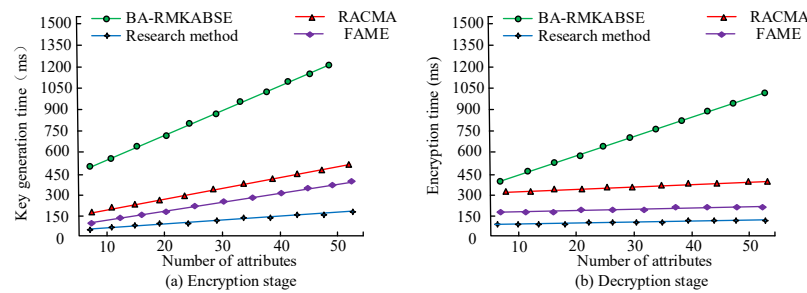 BA-RMKABSE
RACMA
Research method
FAME
Key generation time (ms)
1500
1350
1200
1050
900
750
600
450
300
150
0
10
20
30
40
50
Number of attributes
(a) Encryption stage
BA-RMKABSE
RACMA
Research method
FAME
Encryption time (ms)
1500
1350
1200
1050
900
750
600
450
300
150
0
10
20
30
40
50
Number of attributes
(b) Decryption stage